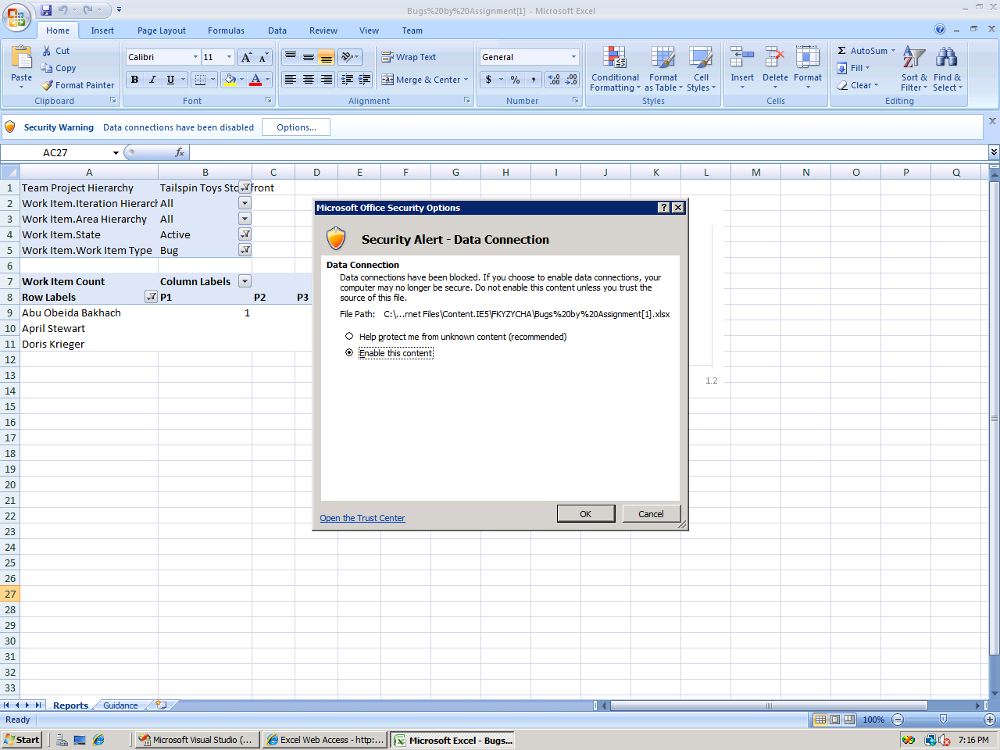 Bugs%20by%20Assignment[1] - Microsoft Excel
Home Insert Page Layout Formulas Data Review View Team
Paste
Cut
Copy
Format Painter
Clipboard
Calibri 11
B I U
Font
Wrap Text
Merge & Center
Alignment
General
$ % ,
Number
Conditional Formatting
Format as Table
Cell Styles
Styles
Insert Delete Format
Cells
Σ AutoSum
Fill
Clear
Sort & Filter
Find & Select
Editing
Security Warning Data connections have been disabled Options...
AC27 fx
A B C D E F G H I J K L M N O P Q
1 Team Project Hierarchy Tailspin Toys Sto front
2 Work Item.Iteration Hierarch All
3 Work Item.Area Hierarchy All
4 Work Item.State Active
5 Work Item.Work Item Type Bug
6
7 Work Item Count Column Labels
8 Row Labels P1 P2 P3
9 Abu Obeida Bakhach 1
10 April Stewart
11 Doris Krieger
12
13
14
15
16
17
18
19
20
21
22
23
24
25
26
27
28
29
30
31
32
33
1.2
Microsoft Office Security Options
Security Alert - Data Connection
Data Connection
Data connections have been blocked. If you choose to enable data connections, your
computer may no longer be secure. Do not enable this content unless you trust the
source of this file.
File Path: C:\...rnet Files\Content.IE5\FKYZYCHA\Bugs%20by%20Assignment[1].xlsx
Help protect me from unknown content (recommended)
Enable this content
Open the Trust Center
OK Cancel
Reports Guidance
Ready 100%
Start Microsoft Visual Studio (... Excel Web Access - http:... Microsoft Excel - Bugs... 7:16 PM